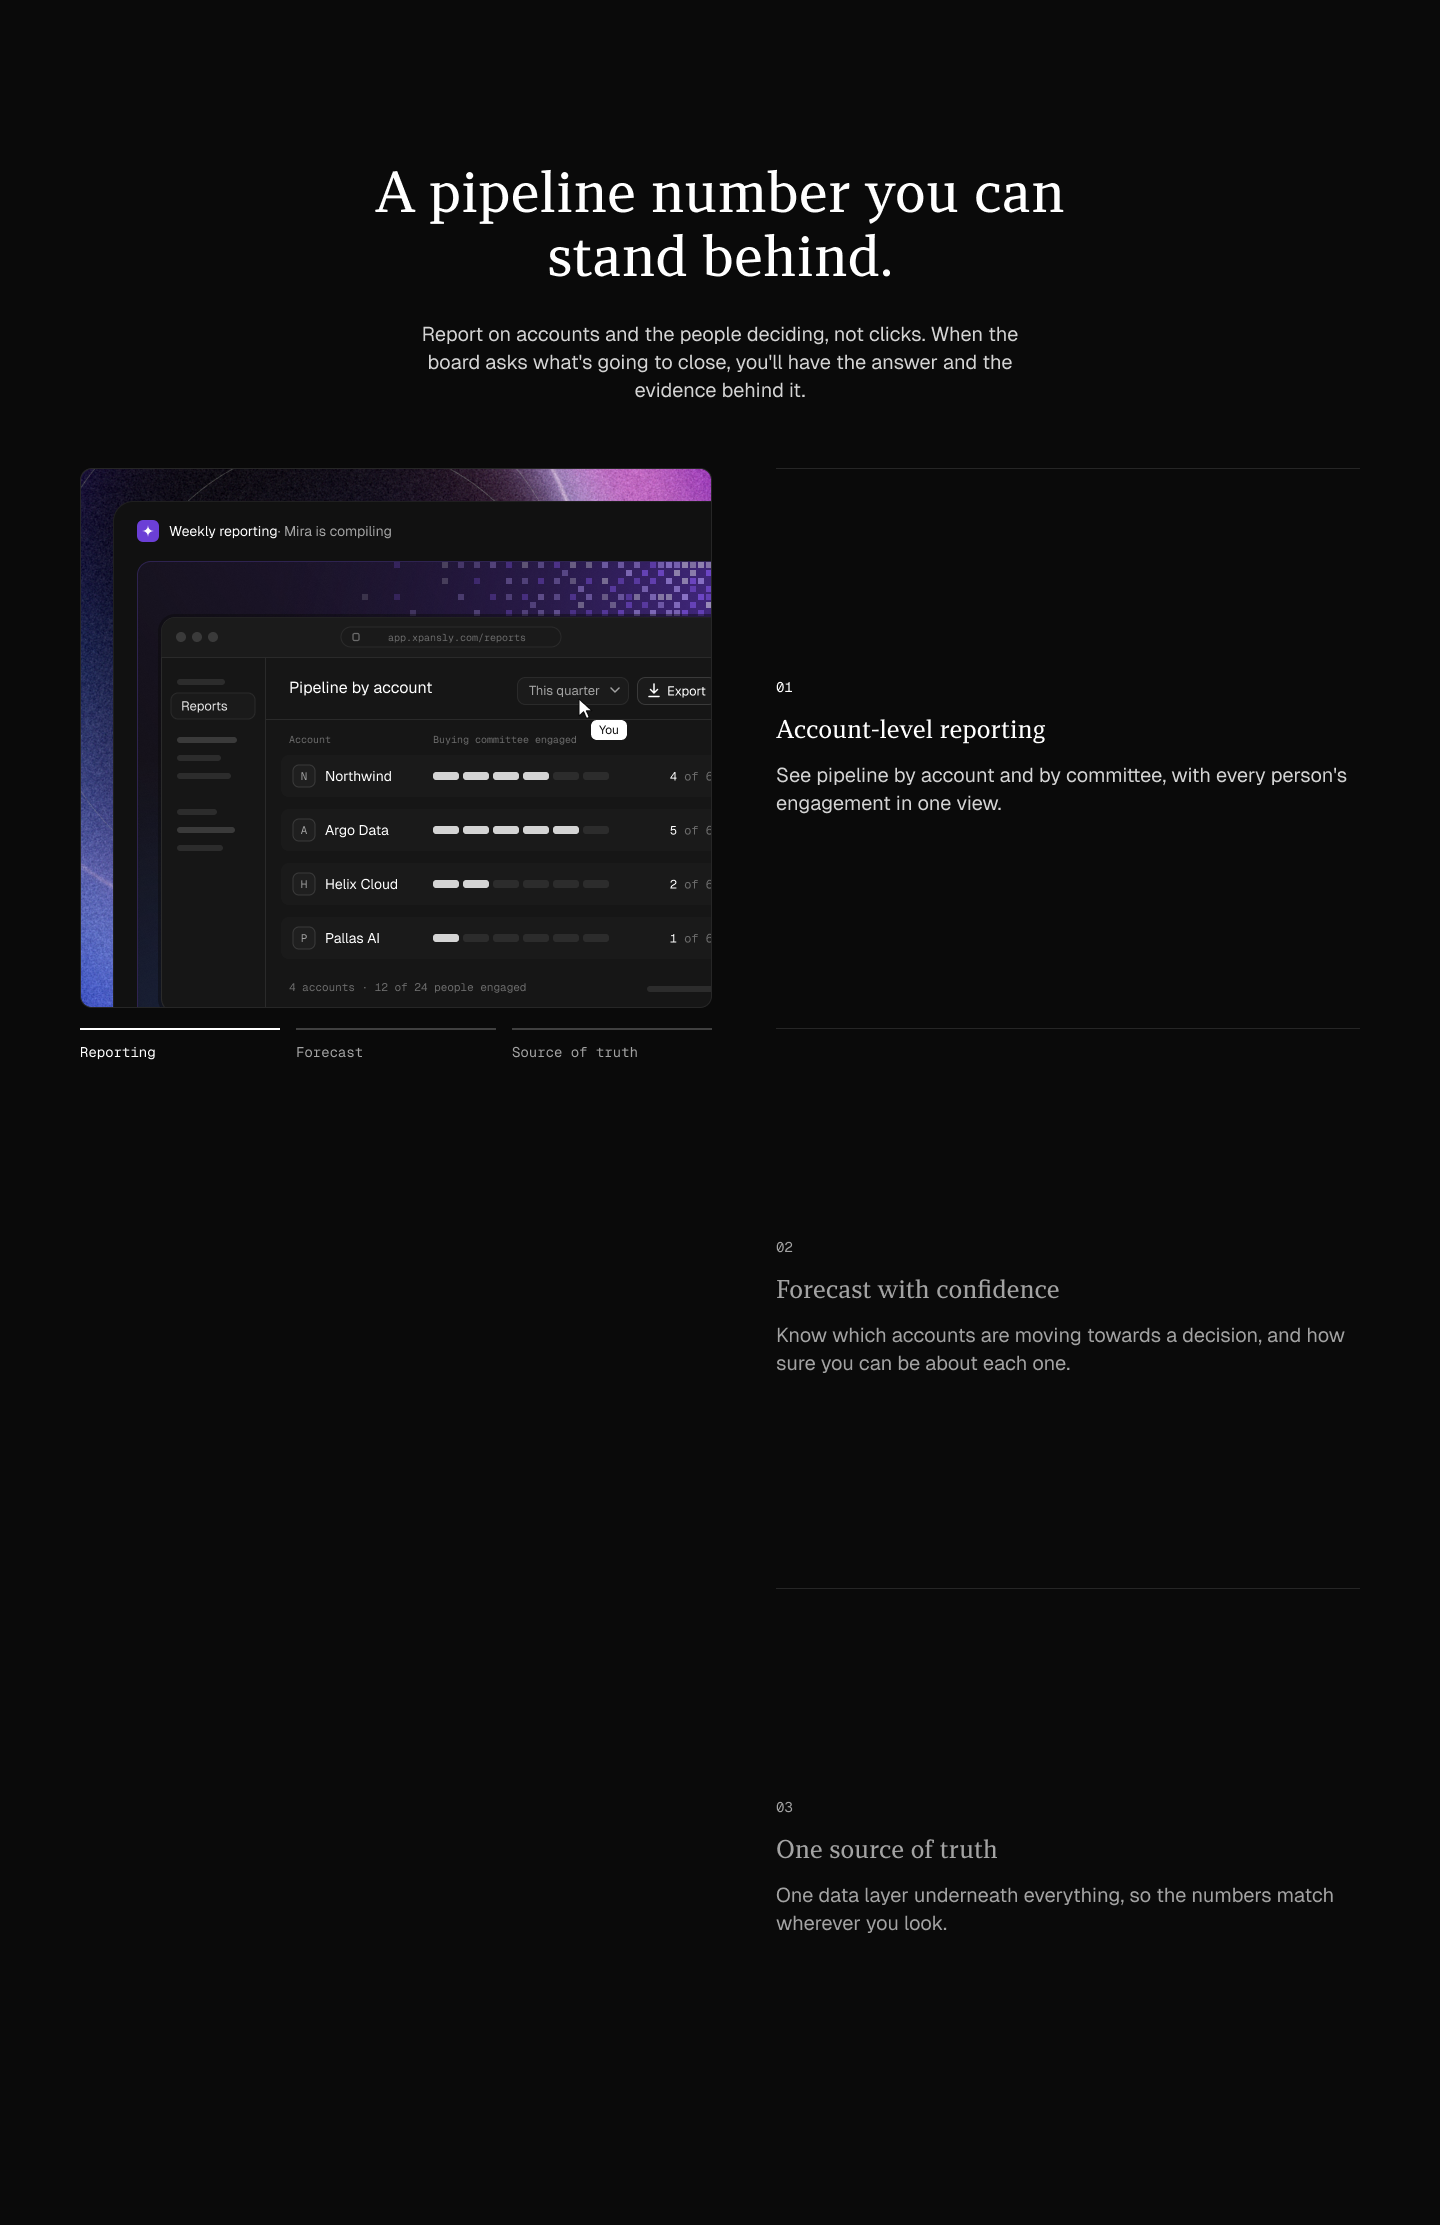 A pipeline number you can
stand behind.
Report on accounts and the people deciding, not clicks. When the
board asks what's going to close, you'll have the answer and the
evidence behind it.
Weekly reporting· Mira is compiling
app.xpansly.com/reports
Reports
Pipeline by account
This quarter
Export
You
Account
Buying committee engaged
N Northwind 4 of 6
A Argo Data 5 of 6
H Helix Cloud 2 of 6
P Pallas AI 1 of 6
4 accounts · 12 of 24 people engaged
Reporting
Forecast
Source of truth
01
Account-level reporting
See pipeline by account and by committee, with every person's
engagement in one view.
02
Forecast with confidence
Know which accounts are moving towards a decision, and how
sure you can be about each one.
03
One source of truth
One data layer underneath everything, so the numbers match
wherever you look.